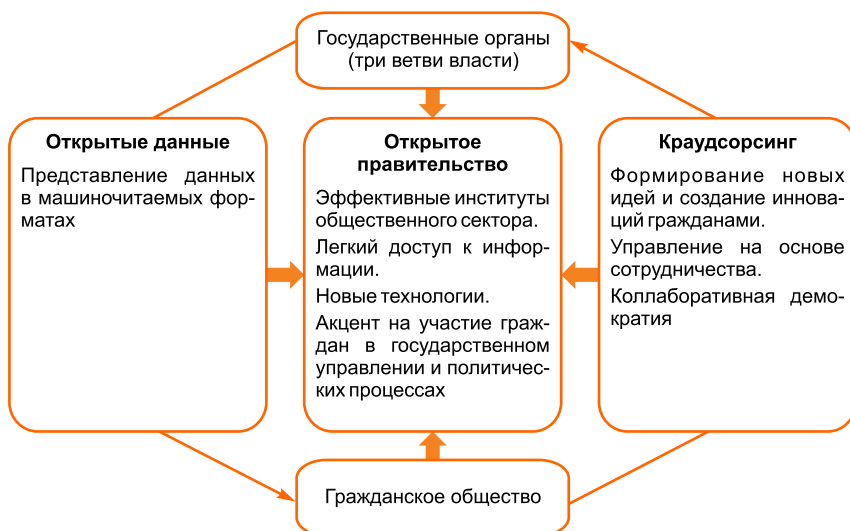 Государственные органы
(три ветви власти)
Открытые данные
Представление данных
в машиночитаемых фор-
матах
Открытое
правительство
Эффективные институты
общественного сектора.
Легкий доступ к инфор-
мации.
Новые технологии.
Акцент на участие граж-
дан в государственном
управлении и политичес-
ких процессах
Краудсорсинг
Формирование новых
идей и создание иннова-
ций гражданами.
Управление на основе
сотрудничества.
Коллаборативная демо-
кратия
Гражданское общество